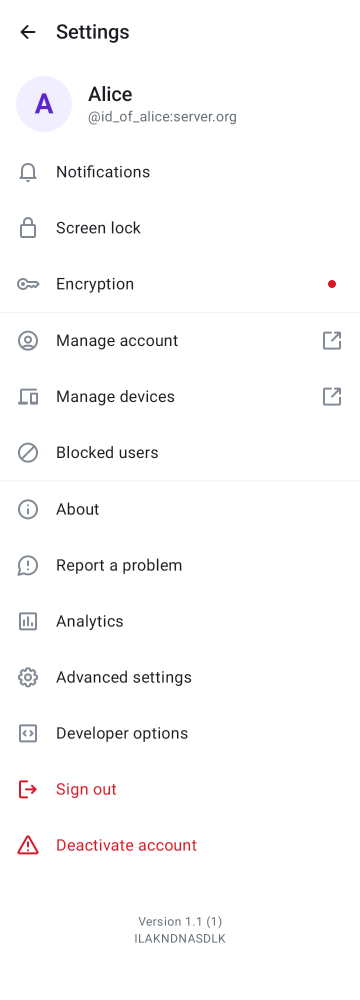 Settings
A
Alice
@id_of_alice:server.org
Notifications
Screen lock
Encryption
Manage account
Manage devices
Blocked users
About
Report a problem
Analytics
Advanced settings
Developer options
Sign out
Deactivate account
Version 1.1 (1)
ILAKNDNASDLK